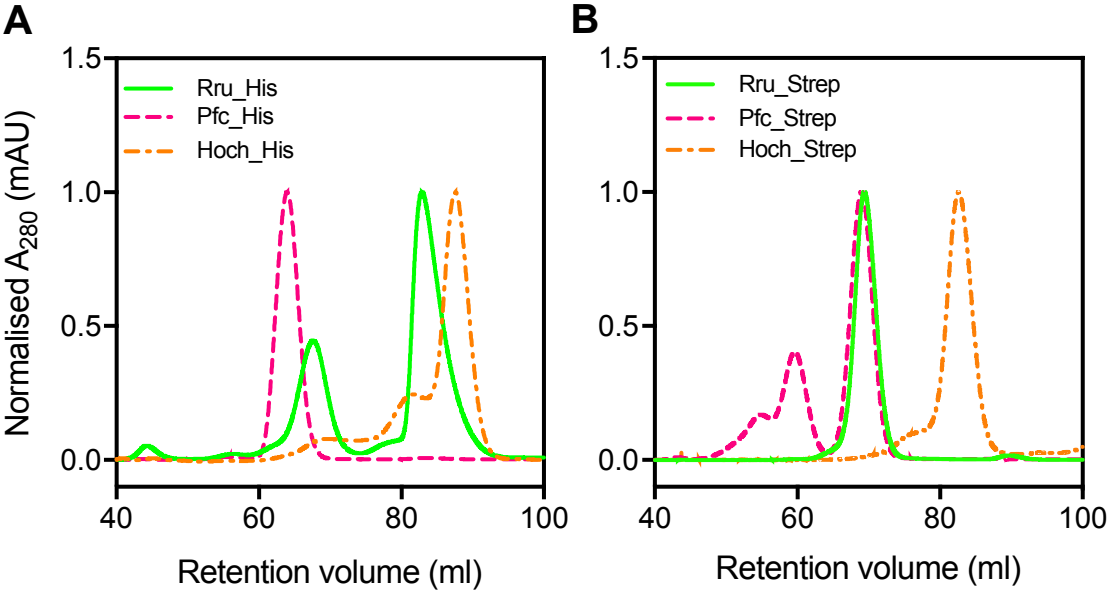 A
1.5
Rru_His
Pfc_His
Hoch_His
1.0
0.5
0.0
40
60
80
100
Normalised A280 (mAU)
Retention volume (ml)
B
1.5
Rru_Strep
Pfc_Strep
Hoch_Strep
1.0
0.5
0.0
40
60
80
100
Retention volume (ml)